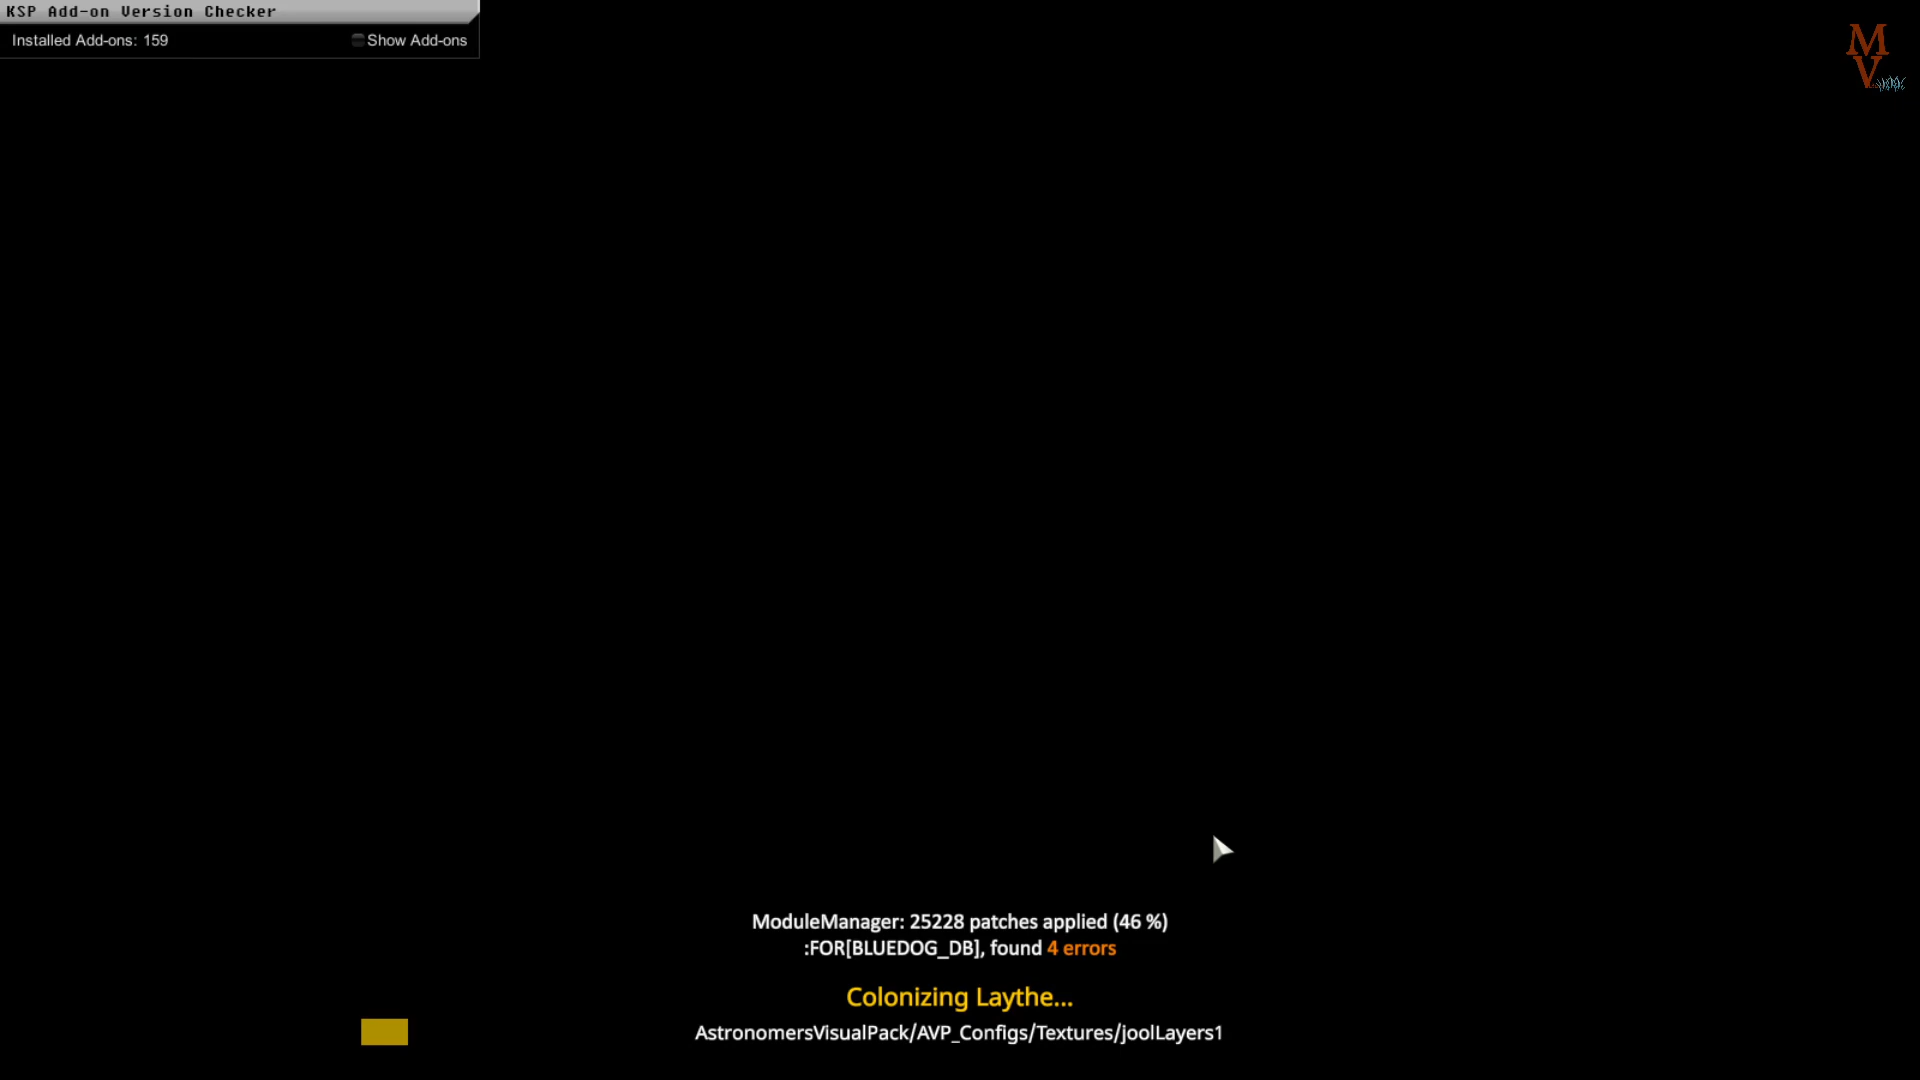 KSP Add-on Version Checker
Installed Add-ons: 159
Show Add-ons
M
V
ModuleManager: 25228 patches applied (46 %)
:FOR[BLUEDOG_DB], found 4 errors
Colonizing Laythe...
AstronomersVisualPack/AVP_Configs/Textures/joolLayers1